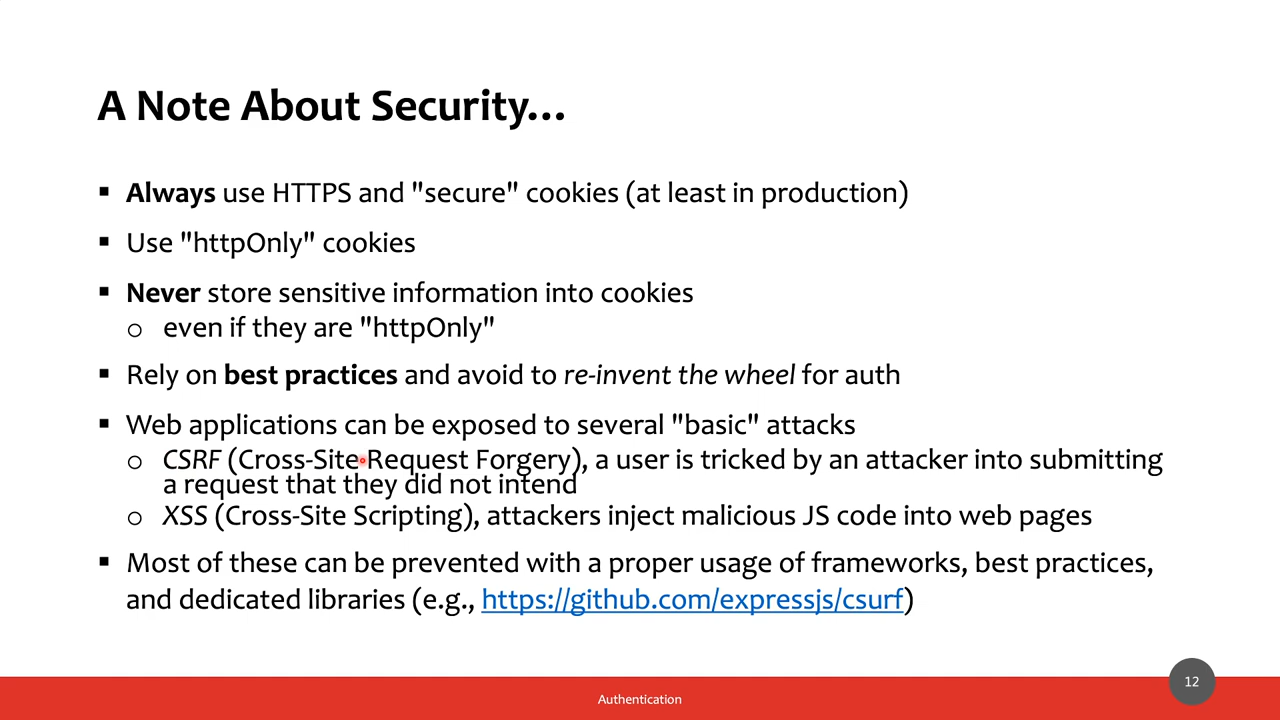 A Note About Security...
▪ Always use HTTPS and "secure" cookies (at least in production)
▪ Use "httpOnly" cookies
▪ Never store sensitive information into cookies
o even if they are "httpOnly"
▪ Rely on best practices and avoid to re-invent the wheel for auth
▪ Web applications can be exposed to several "basic" attacks
o CSRF (Cross-Site Request Forgery), a user is tricked by an attacker into submitting
a request that they did not intend
o XSS (Cross-Site Scripting), attackers inject malicious JS code into web pages
▪ Most of these can be prevented with a proper usage of frameworks, best practices,
and dedicated libraries (e.g., https://github.com/expressjs/csurf)
12
Authentication